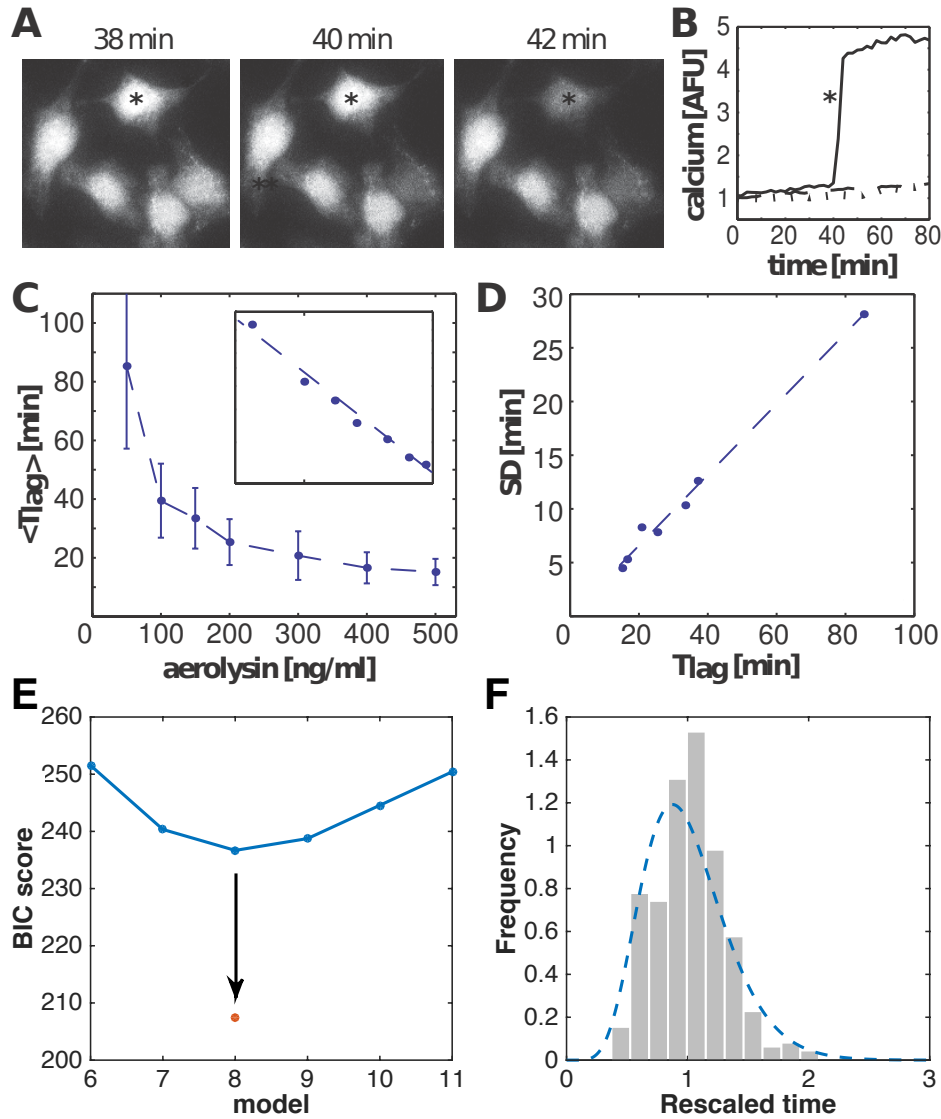 A
38 min
40 min
42 min
*
*
*
**
B
calcium [AFU]
5
4
3
2
1
*
0 20 40 60 80
time [min]
C
<Tlag> [min]
100
80
60
40
20
0 100 200 300 400 500
aerolysin [ng/ml]
D
SD [min]
30
25
20
15
10
5
0 20 40 60 80 100
Tlag [min]
E
BIC score
260
250
240
230
220
210
200
6 7 8 9 10 11
model
F
Frequency
1.6
1.4
1.2
1
0.8
0.6
0.4
0.2
0
0 1 2 3
Rescaled time